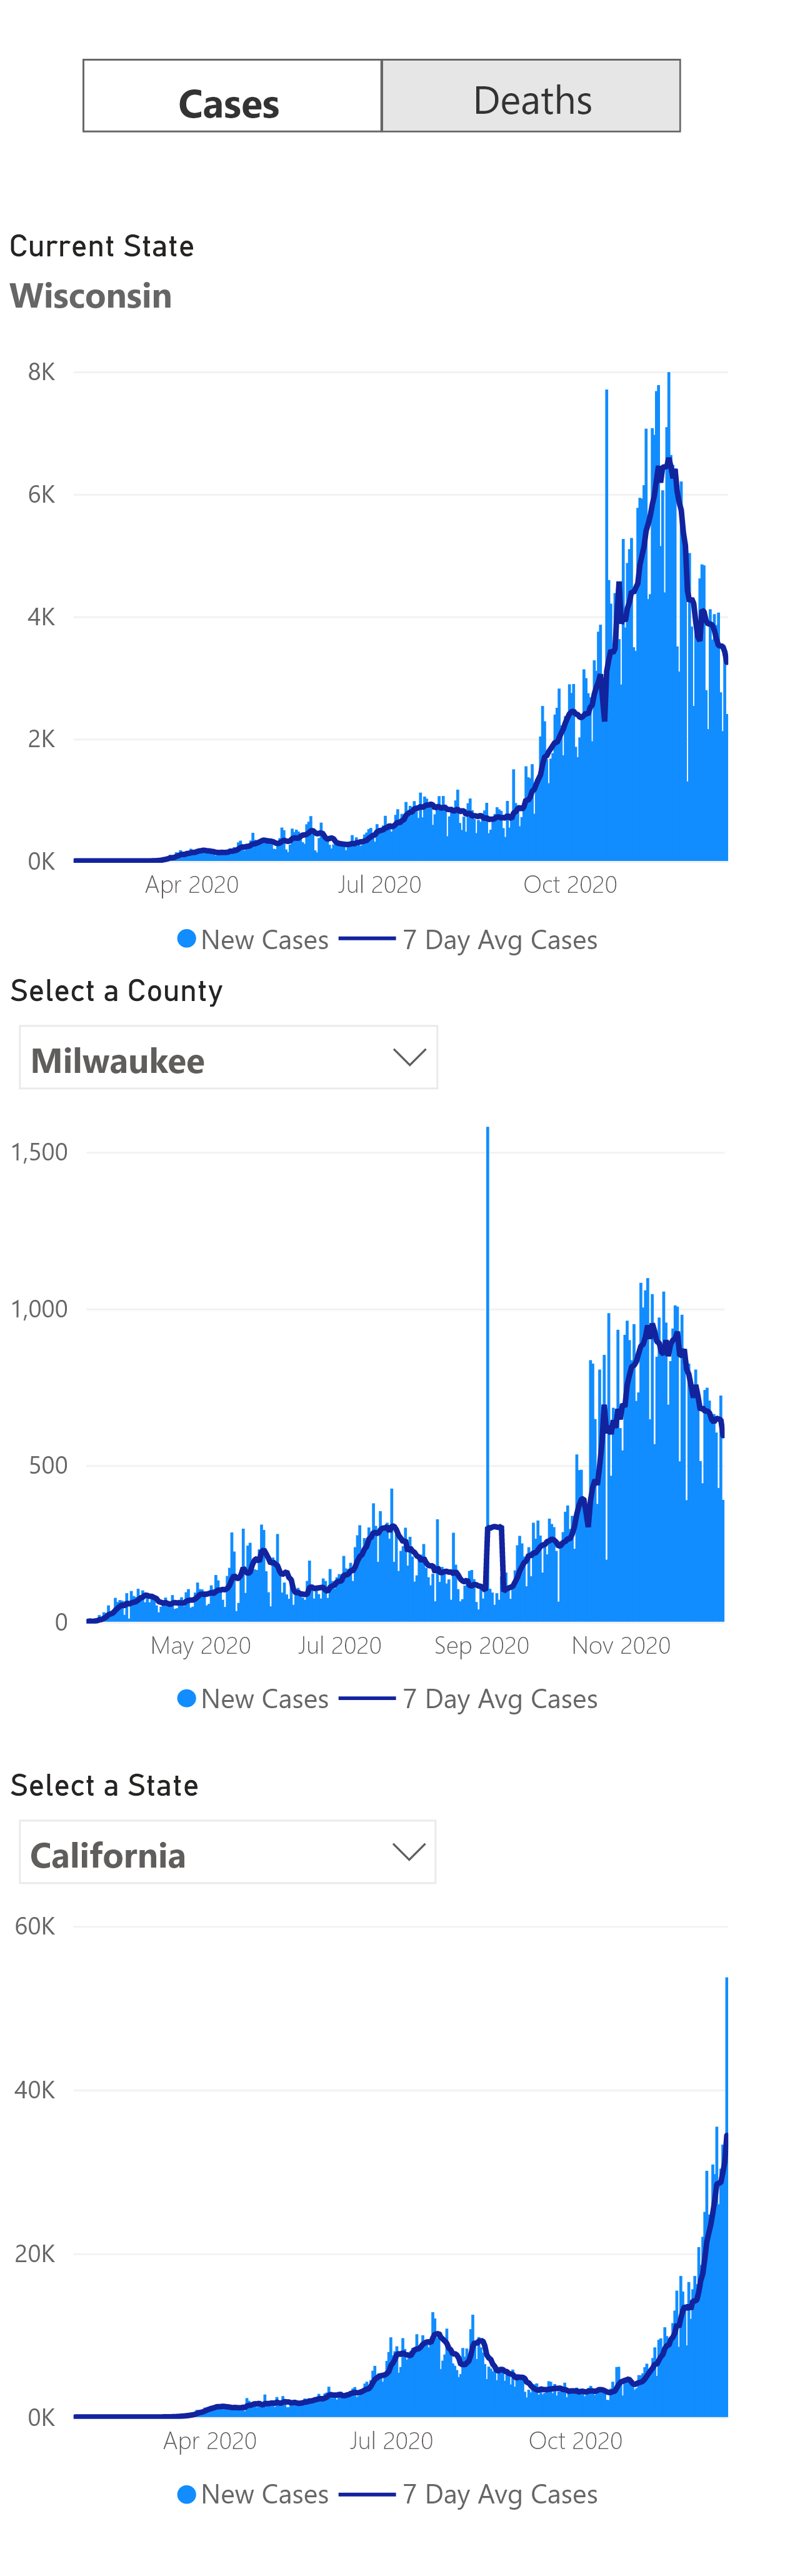 Cases Deaths
Current State
Wisconsin
8K
6K
4K
2K
0K
Apr 2020 Jul 2020 Oct 2020
New Cases 7 Day Avg Cases
Select a County
Milwaukee
1,500
1,000
500
0
May 2020 Jul 2020 Sep 2020 Nov 2020
New Cases 7 Day Avg Cases
Select a State
California
60K
40K
20K
0K
Apr 2020 Jul 2020 Oct 2020
New Cases 7 Day Avg Cases